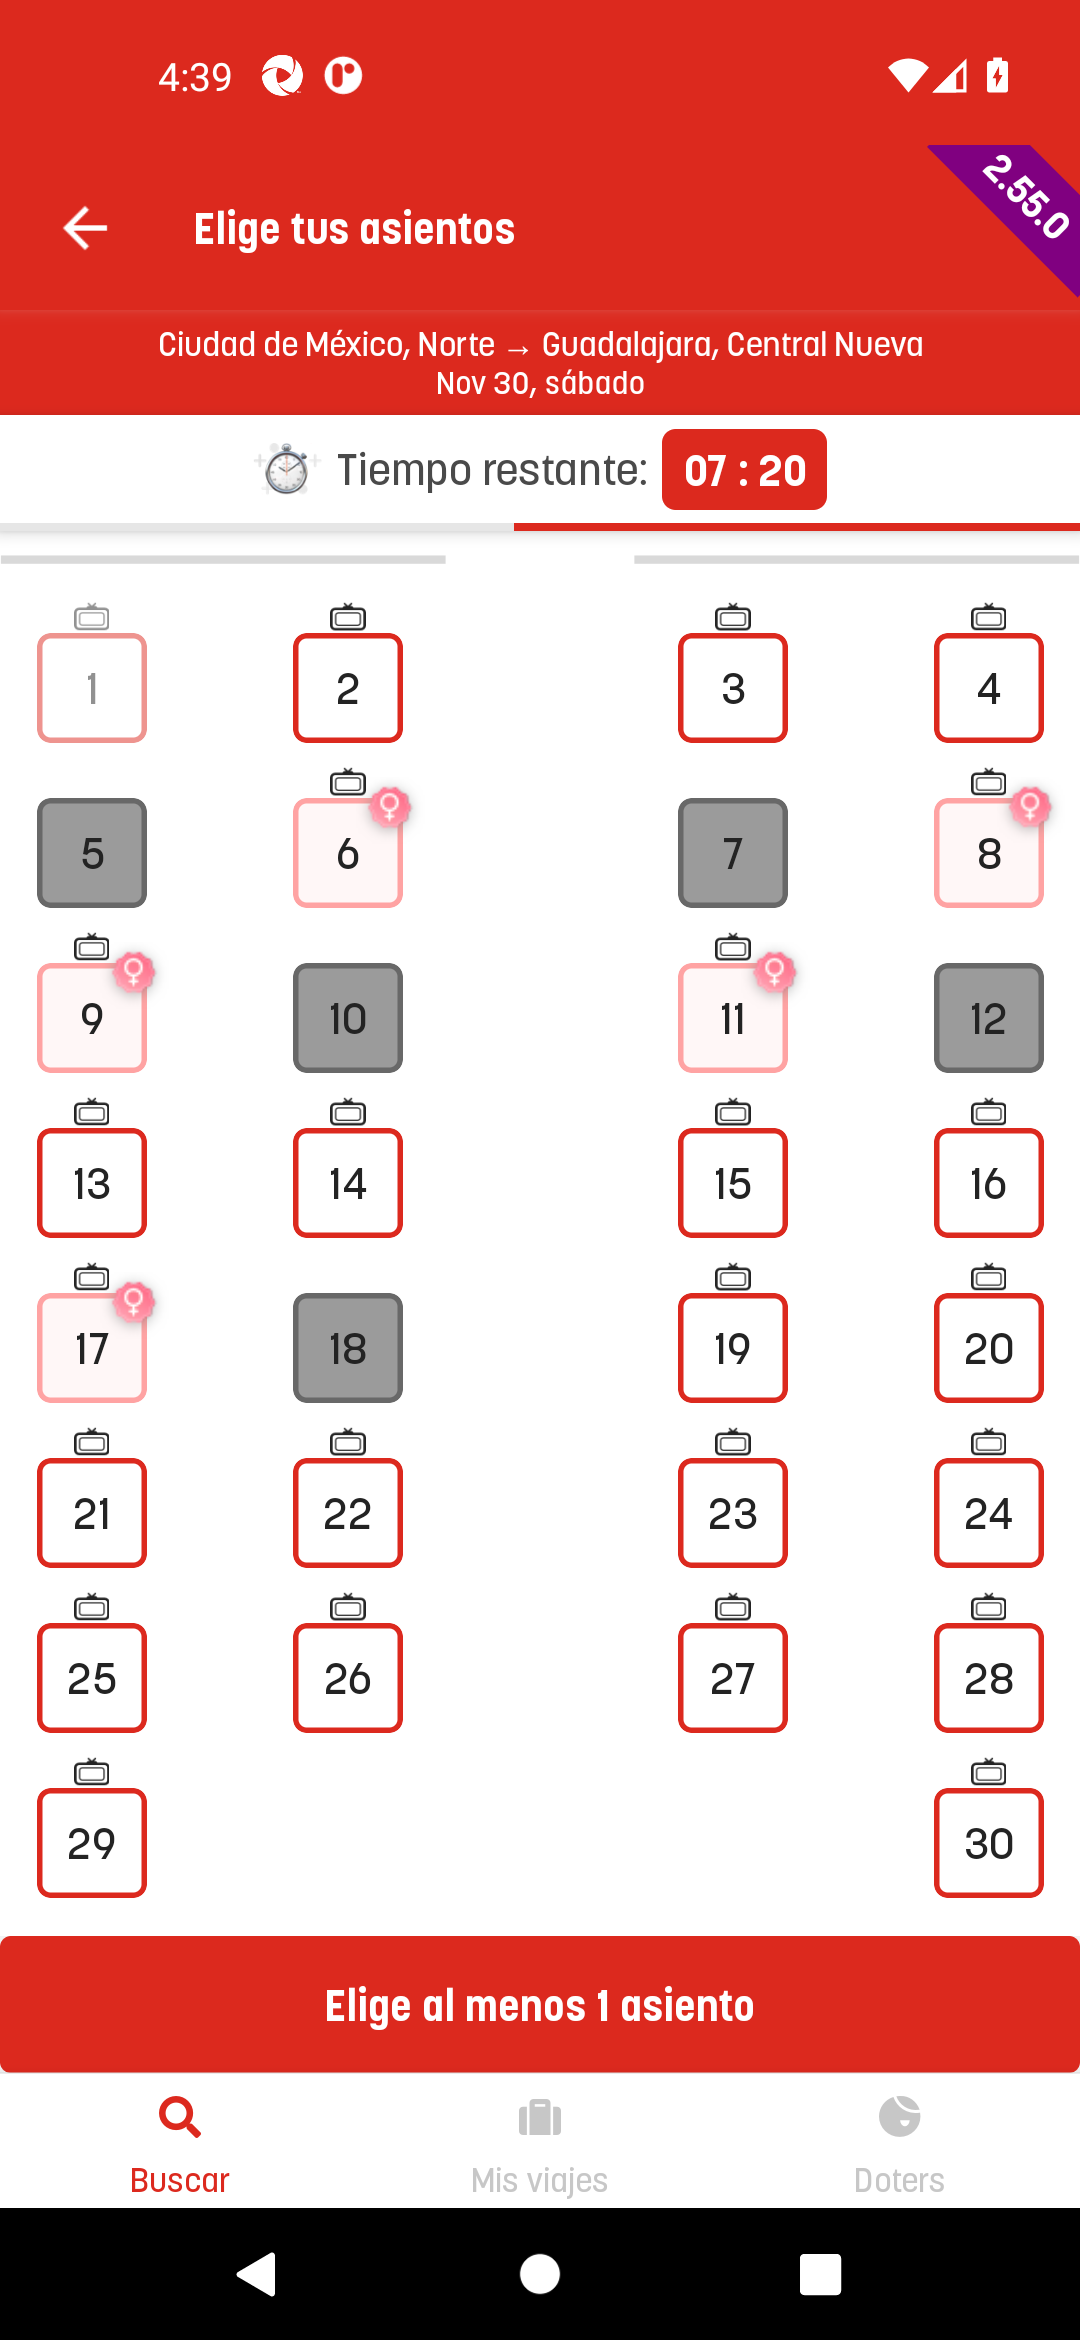 4:39
2.55.0
Elige tus asientos
Ciudad de México, Norte → Guadalajara, Central Nueva
Nov 30, sábado
Tiempo restante: 07 : 20
1 2 3 4
5 6 7 8
9 10 11 12
13 14 15 16
17 18 19 20
21 22 23 24
25 26 27 28
29 30
Elige al menos 1 asiento
Buscar Mis viajes Doters